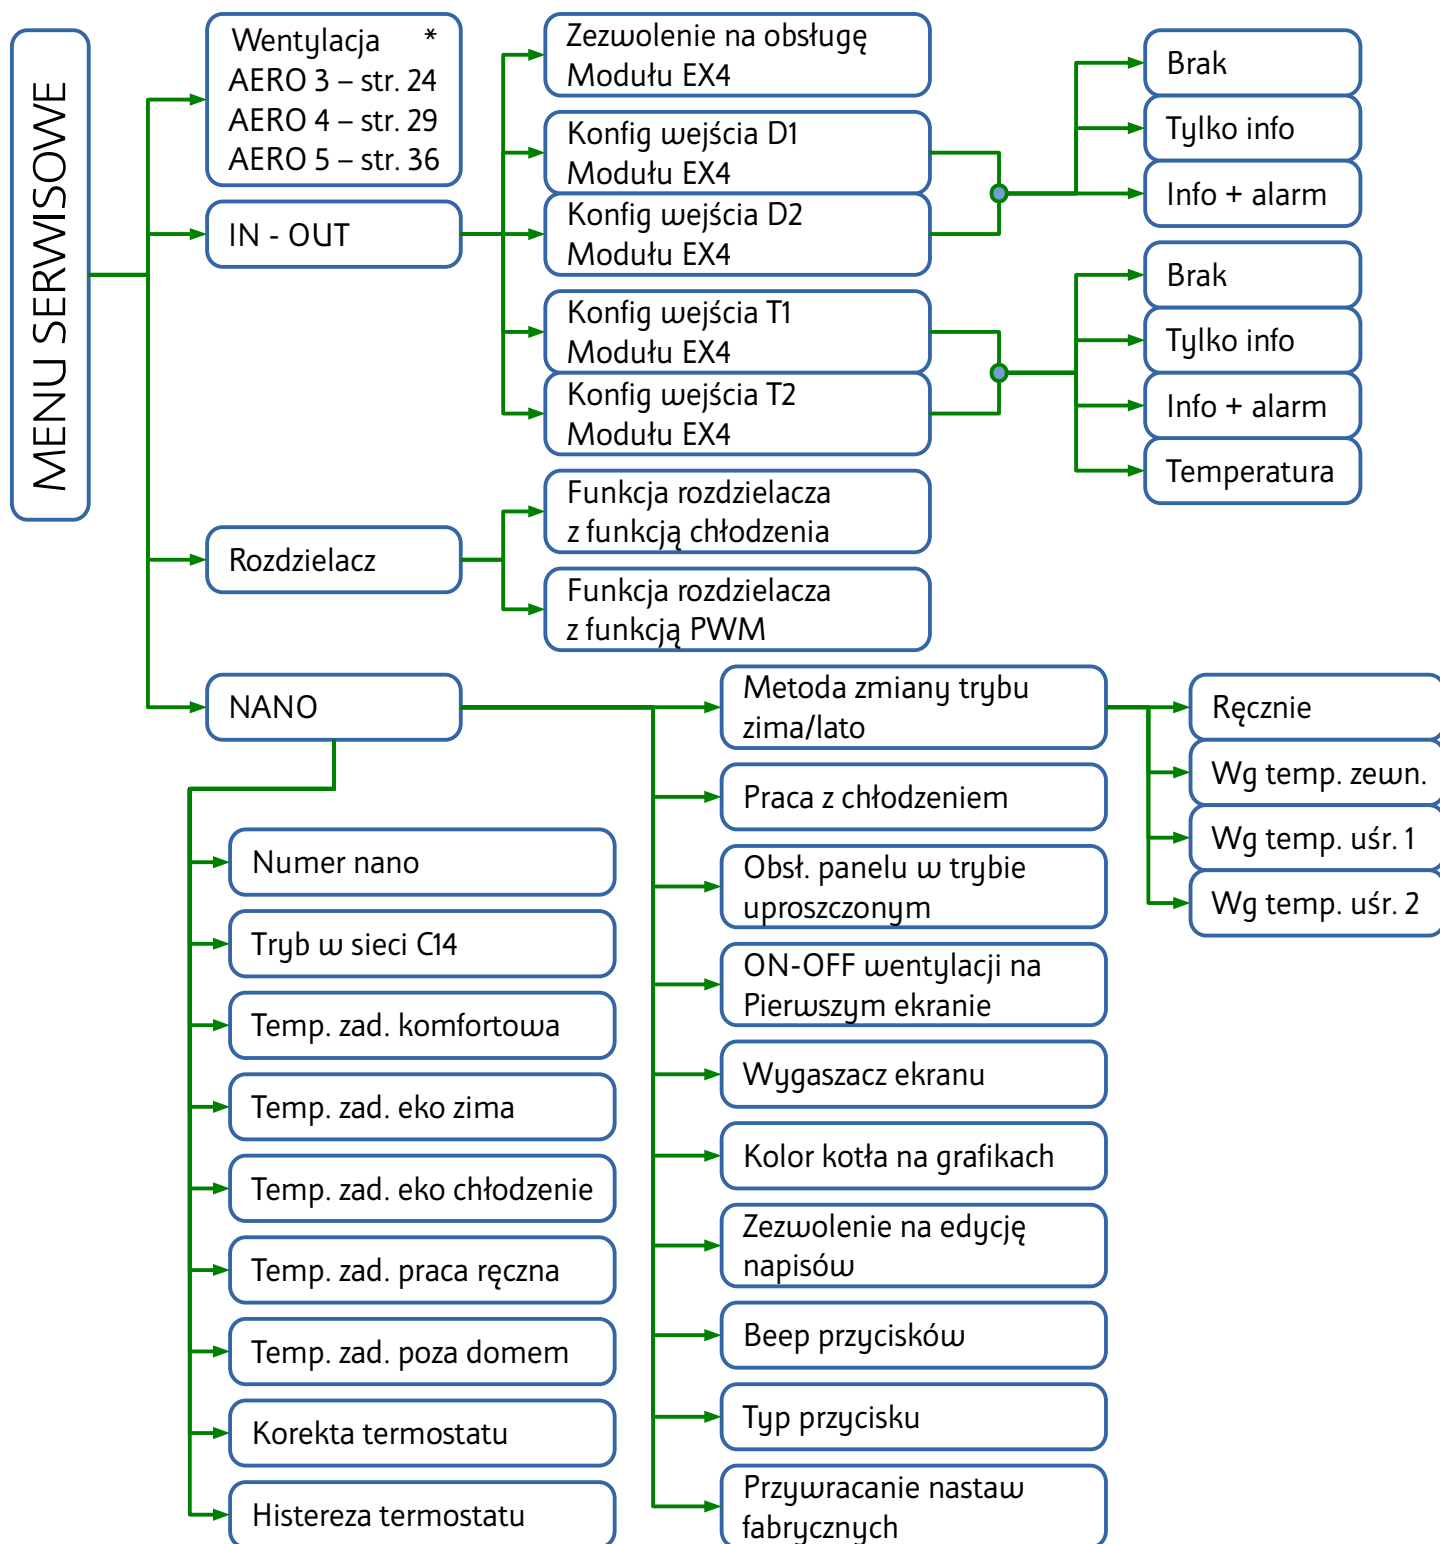 MENU SERWISOWE
Wentylacja *
AERO 3 – str. 24
AERO 4 – str. 29
AERO 5 – str. 36
IN - OUT
Zezwolenie na obsługę
Modułu EX4
Konfig wejścia D1
Modułu EX4
Konfig wejścia D2
Modułu EX4
Brak
Tylko info
Info + alarm
Konfig wejścia T1
Modułu EX4
Konfig wejścia T2
Modułu EX4
Brak
Tylko info
Info + alarm
Temperatura
Rozdzielacz
Funkcja rozdzielacza
z funkcją chłodzenia
Funkcja rozdzielacza
z funkcją PWM
NANO
Numer nano
Tryb w sieci C14
Temp. zad. komfortowa
Temp. zad. eko zima
Temp. zad. eko chłodzenie
Temp. zad. praca ręczna
Temp. zad. poza domem
Korekta termostatu
Histereza termostatu
Metoda zmiany trybu
zima/lato
Praca z chłodzeniem
Obsł. panelu w trybie
uproszczonym
ON-OFF wentylacji na
Pierwszym ekranie
Wygaszacz ekranu
Kolor kotła na grafikach
Zezwolenie na edycję
napisów
Beep przycisków
Typ przycisku
Przywracanie nastaw
fabrycznych
Ręcznie
Wg temp. zewn.
Wg temp. uśr. 1
Wg temp. uśr. 2